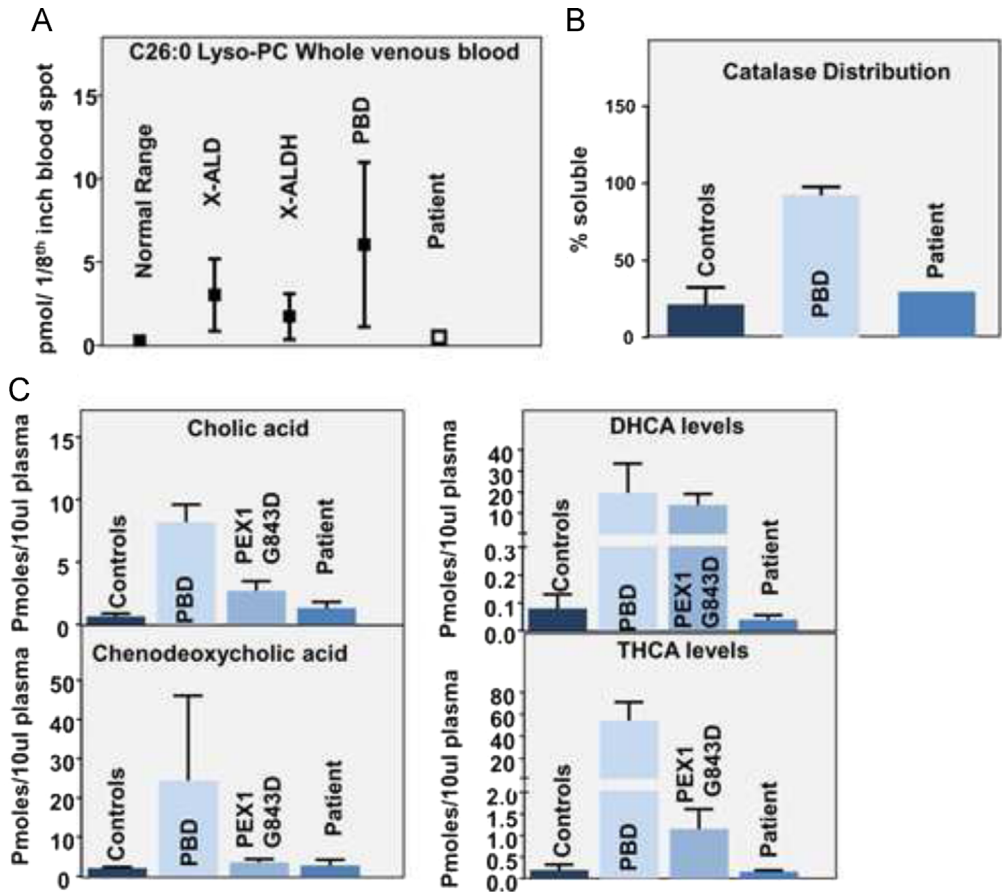 A
C26:0 Lyso-PC Whole venous blood
pmol/ 1/8th inch blood spot
15
10
5
0
Normal Range
X-ALD
X-ALDH
PBD
Patient
B
Catalase Distribution
% soluble
150
100
50
0
Controls
PBD
Patient
C
Cholic acid
Pmoles/10ul plasma
15
10
5
0
Controls
PBD
PEX1
G843D
Patient
DHCA levels
Pmoles/10ul plasma
40
30
20
10
0.3
0.2
0.1
0.0
Controls
PBD
PEX1
G843D
Patient
Chenodeoxycholic acid
Pmoles/10ul plasma
50
40
30
20
10
0
Controls
PBD
PEX1
G843D
Patient
THCA levels
Pmoles/10ul plasma
80
60
40
20
2.0
1.5
1.0
0.5
0.0
Controls
PBD
PEX1
G843D
Patient